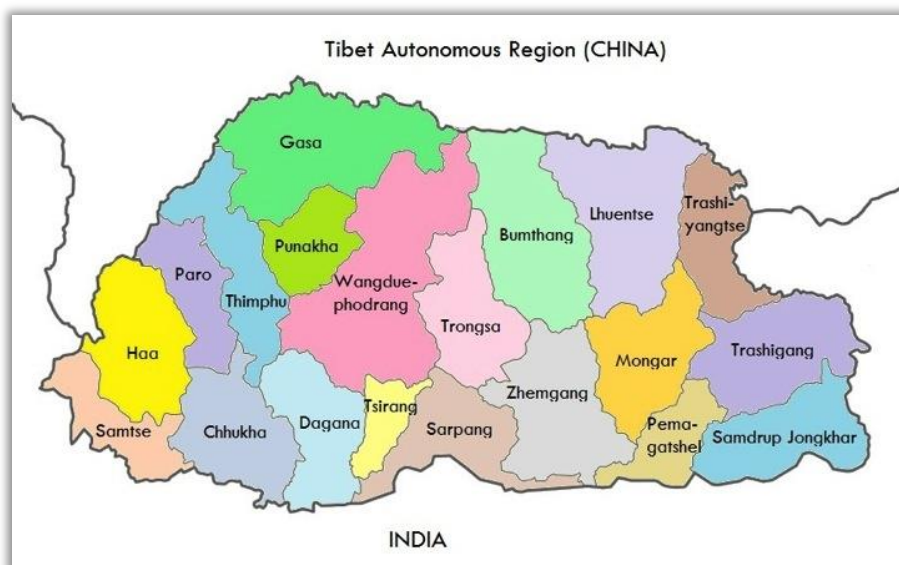 Tibet Autonomous Region (CHINA)
Gasa
Trashi-
yangtse
Lhuentse
Bumthang
Punakha
Paro
Wangdue-
phodrang
Thimphu
Trongsa
Haa
Mongar
Trashigang
Zhemgang
Tsirang
Dagana
Sarpang
Pema-
gatshel
Samtse
Chhukha
Samdrup Jongkhar
INDIA